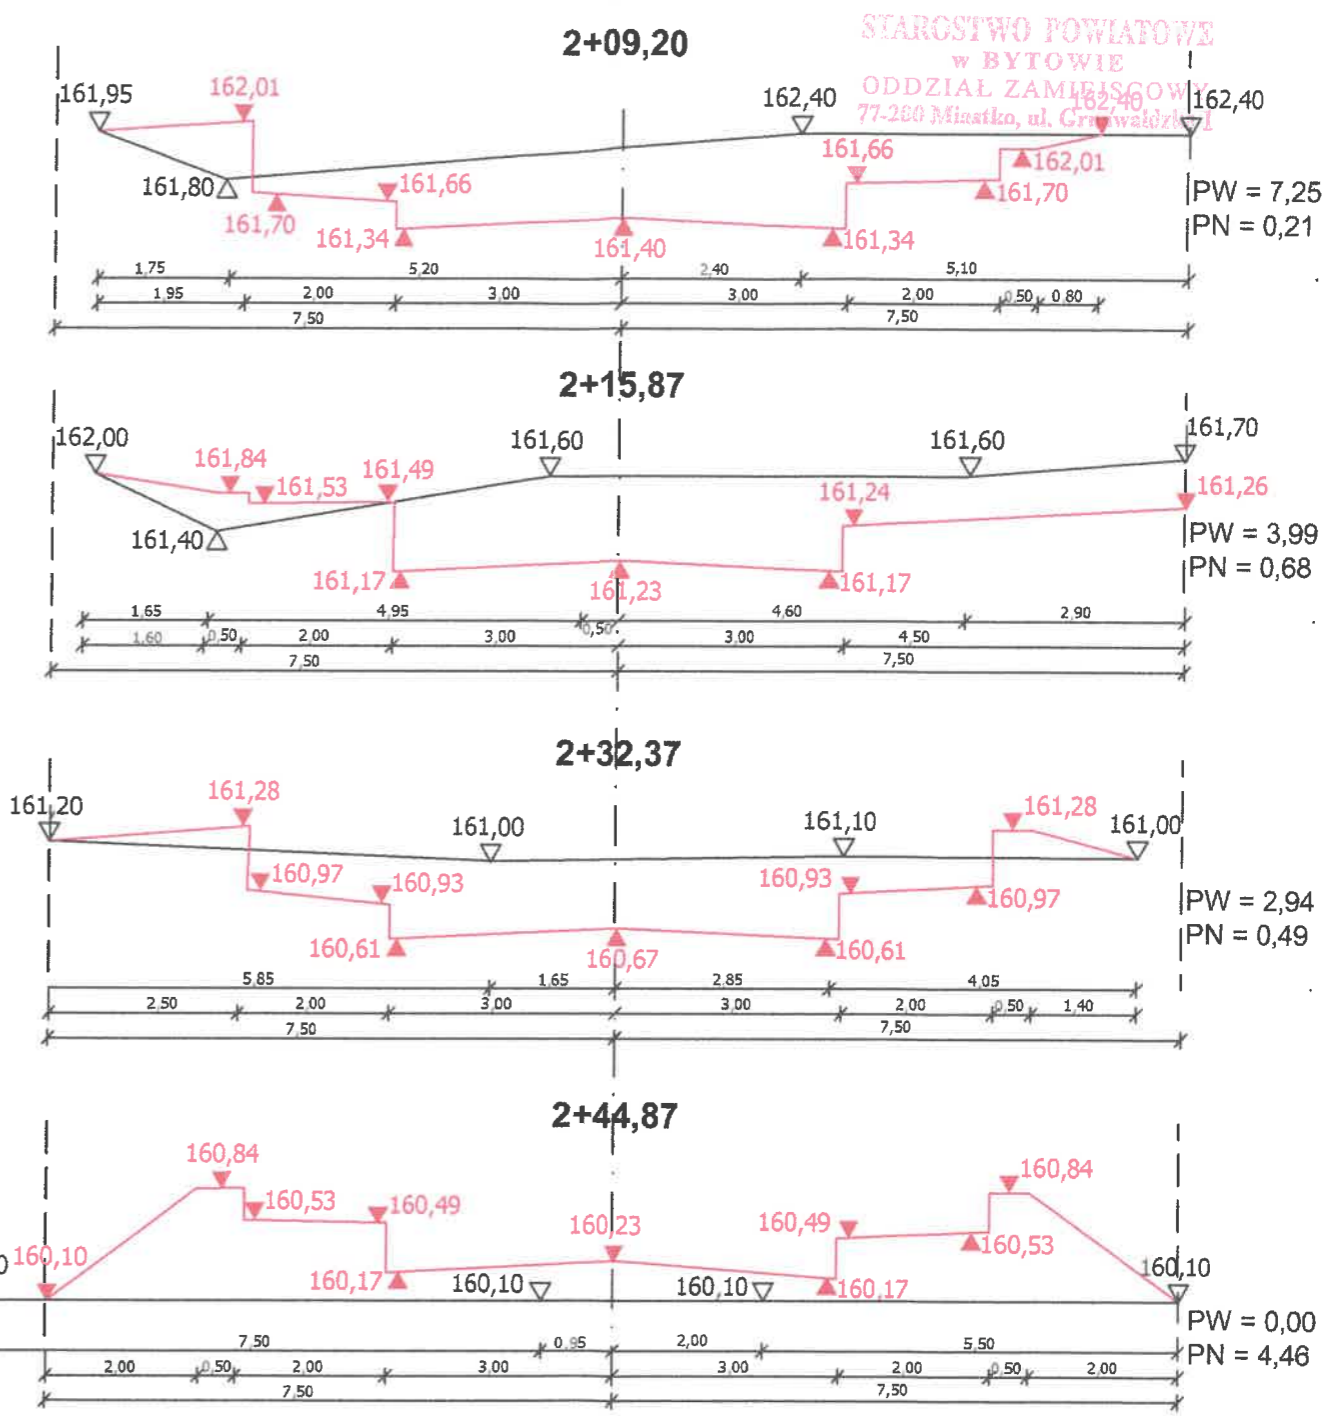 2+09,20
STAROSTWO POWIATOWE
w BYTOWIE
ODDZIAŁ ZAMIEJSCOWY
77-200 Miastko, ul. Grunwaldzka 1
161,95 162,01 162,40 162,40 162,40
161,80 161,70 161,66 161,34 161,40 161,66 161,34 161,70 162,01
PW = 7,25
PN = 0,21
1,75 5,20 2,40 5,10
1,95 2,00 3,00 3,00 2,00 0,50 0,80
7,50 7,50
2+15,87
162,00 161,84 161,53 161,49 161,60 161,60 161,70
161,40 161,17 161,23 161,24 161,17 161,26
PW = 3,99
PN = 0,68
1,65 4,95 0,50 4,60 2,90
1,60 0,50 2,00 3,00 3,00 4,50
7,50 7,50
2+32,37
161,20 161,28 161,00 161,10 161,28 161,00
160,97 160,93 160,93 160,97
160,61 160,67 160,61
PW = 2,94
PN = 0,49
5,85 1,65 2,85 4,05
2,50 2,00 3,00 3,00 2,00 0,50 1,40
7,50 7,50
2+44,87
160,84 160,53 160,49 160,23 160,49 160,84
0 160,10 160,17 160,10 160,10 160,17 160,53 160,10
PW = 0,00
PN = 4,46
7,50 0,95 2,00 5,50
2,00 0,50 2,00 3,00 3,00 2,00 0,50 2,00
7,50 7,50